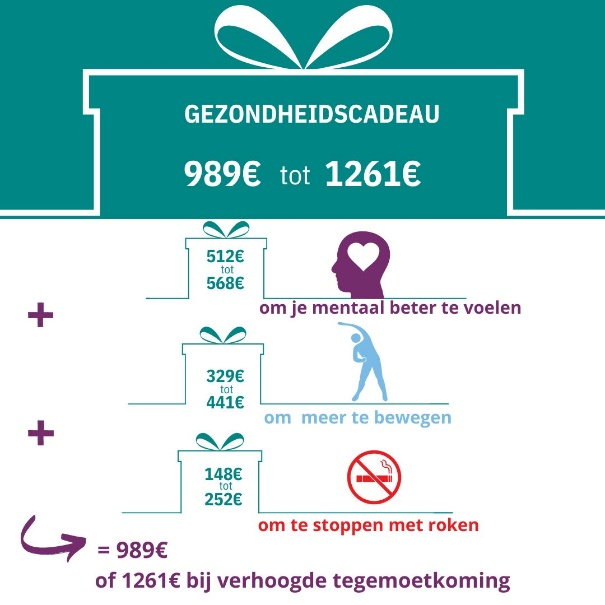 GEZONDHEIDSCADEAU
989€ tot 1261€
512€
tot
568€
om je mentaal beter te voelen
+
329€
tot
441€
om meer te bewegen
+
148€
tot
252€
om te stoppen met roken
= 989€
of 1261€ bij verhoogde tegemoetkoming